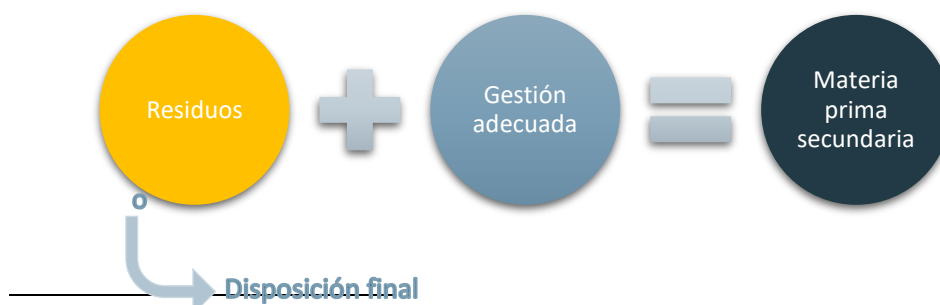 Residuos
Gestión
adecuada
Materia
prima
secundaria
o
Disposición final